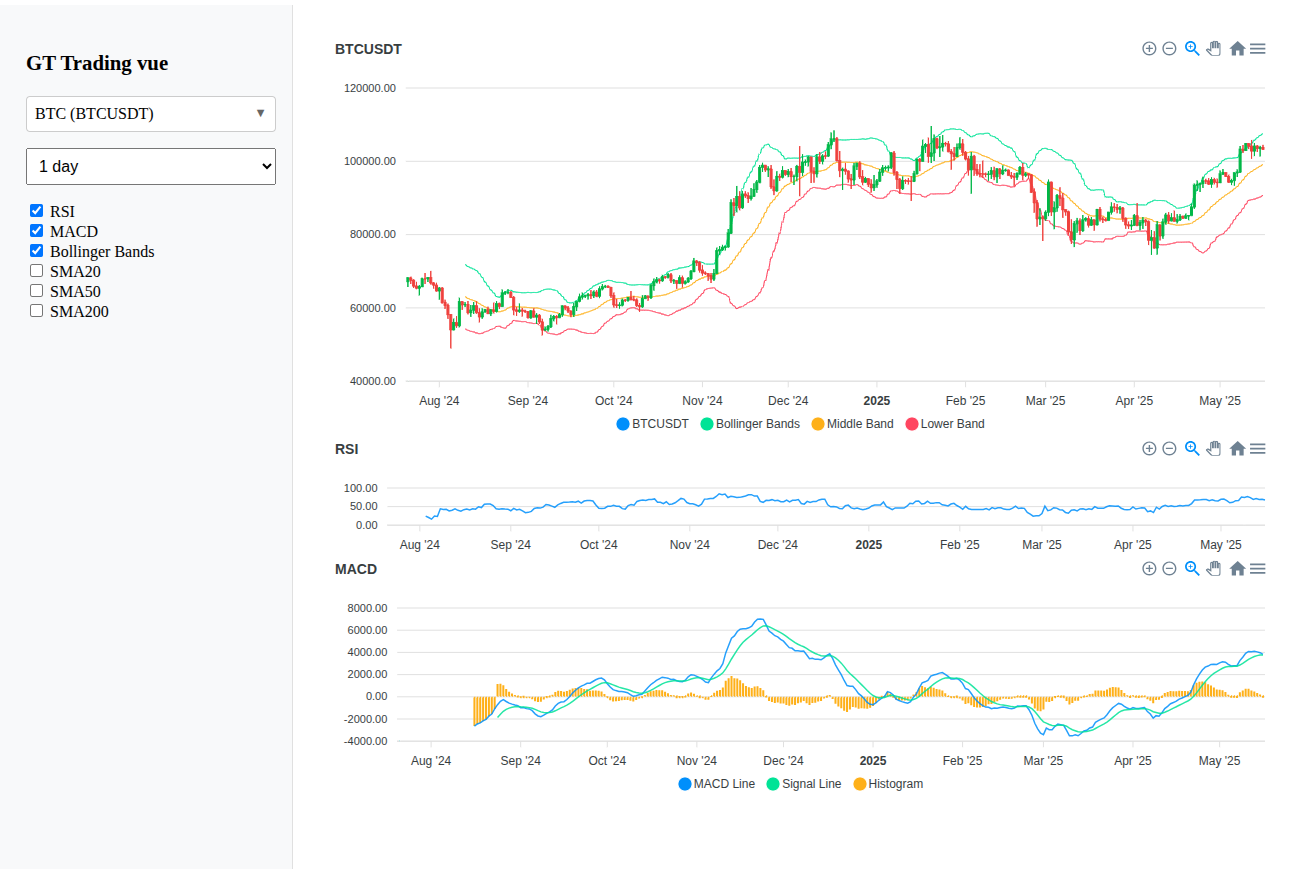 GT Trading vue
BTC (BTCUSDT)
1 day
RSI
MACD
Bollinger Bands
SMA20
SMA50
SMA200
BTCUSDT
120000.00
100000.00
80000.00
60000.00
40000.00
Aug '24 Sep '24 Oct '24 Nov '24 Dec '24 2025 Feb '25 Mar '25 Apr '25 May '25
BTCUSDT Bollinger Bands Middle Band Lower Band
RSI
100.00
50.00
0.00
Aug '24 Sep '24 Oct '24 Nov '24 Dec '24 2025 Feb '25 Mar '25 Apr '25 May '25
MACD
8000.00
6000.00
4000.00
2000.00
0.00
-2000.00
-4000.00
Aug '24 Sep '24 Oct '24 Nov '24 Dec '24 2025 Feb '25 Mar '25 Apr '25 May '25
MACD Line Signal Line Histogram